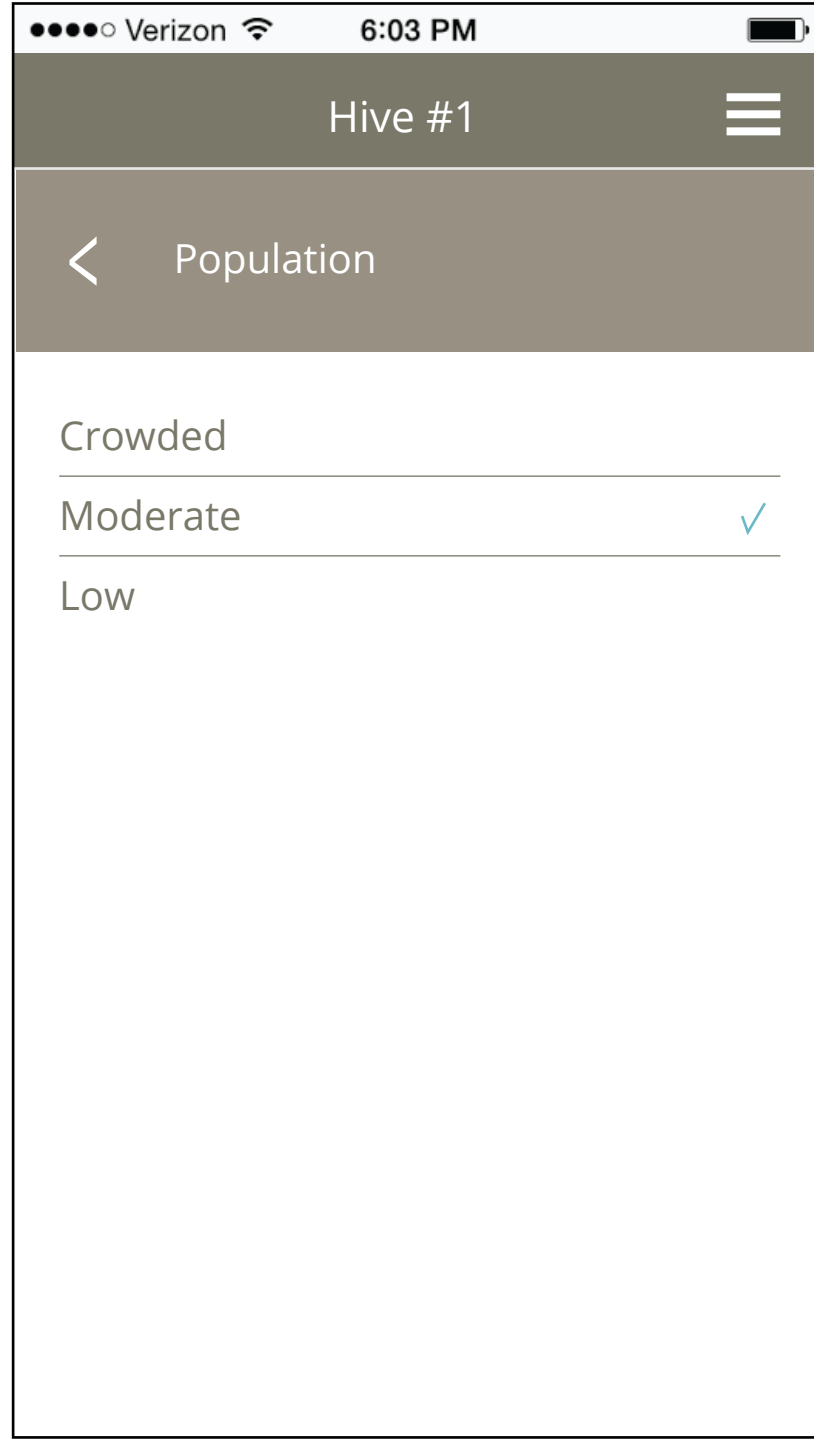 Verizon 6:03 PM
Hive #1
Population
Crowded
Moderate
Low